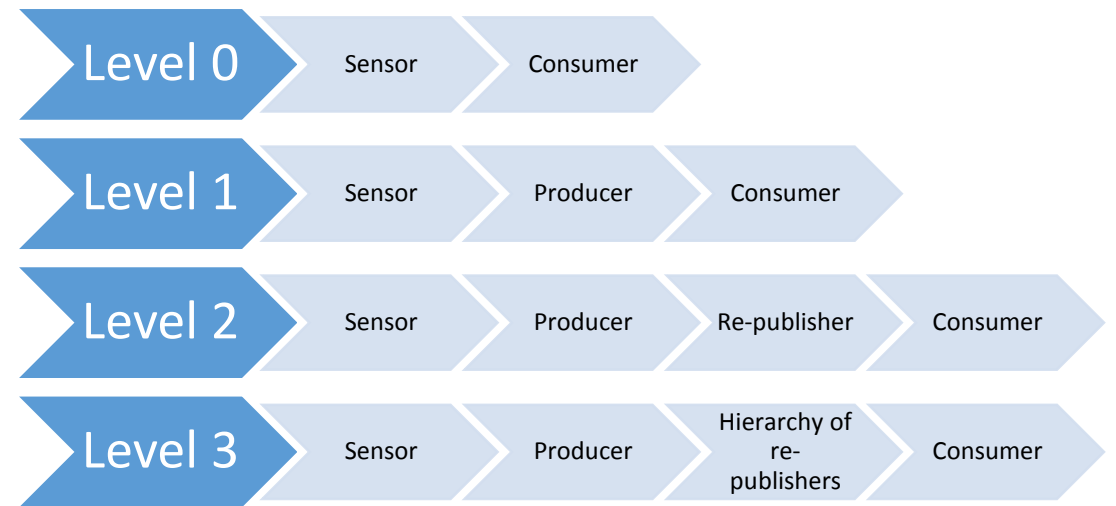 Level 0 Sensor Consumer
Level 1 Sensor Producer Consumer
Level 2 Sensor Producer Re-publisher Consumer
Level 3 Sensor Producer Hierarchy of
re-
publishers Consumer